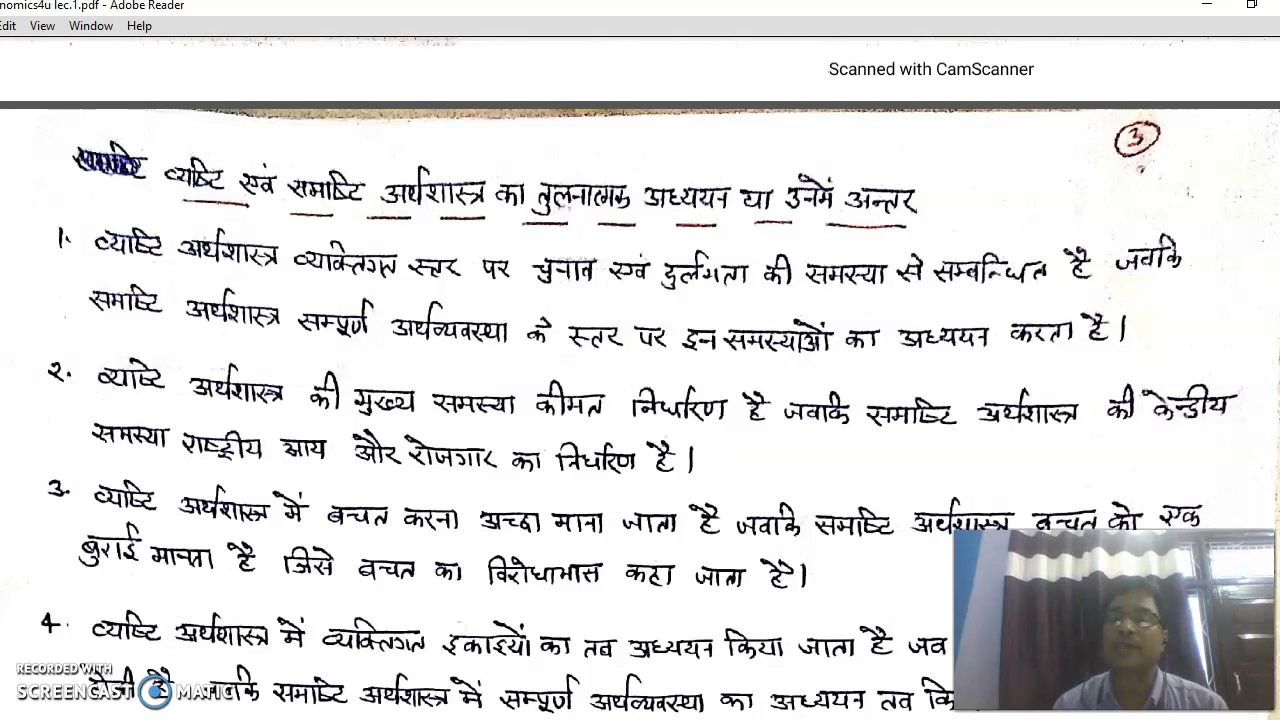 nomics4u lec.1.pdf - Adobe Reader
Edit View Window Help
Scanned with CamScanner
3
व्यष्टि एवं समष्टि अर्थशास्त्र का तुलनात्मक अध्ययन या उनमें अन्तर
1. व्यष्टि अर्थशास्त्र व्यक्तिगत स्तर पर चुनाव एवं दुर्लभता की समस्या से सम्बन्धित है जबकि
समष्टि अर्थशास्त्र सम्पूर्ण अर्थव्यवस्था के स्तर पर इन समस्याओं का अध्ययन करता है।
2. व्यष्टि अर्थशास्त्र की मुख्य समस्या कीमत निर्धारण है जबकि समष्टि अर्थशास्त्र की केन्द्रीय
समस्या राष्ट्रीय आय और रोजगार का निर्धारण है।
3. व्यष्टि अर्थशास्त्र में बचत करना अच्छा माना जाता है जबकि समष्टि अर्थशास्त्र बचत को एक
बुराई मानता है जिसे बचत का विरोधाभास कहा जाता है।
4. व्यष्टि अर्थशास्त्र में व्यक्तिगत इकाइयों का तब अध्ययन किया जाता है जब
समष्टि अर्थशास्त्र में सम्पूर्ण अर्थव्यवस्था का अध्ययन तब
RECORDED WITH
SCREENCAST MATIC